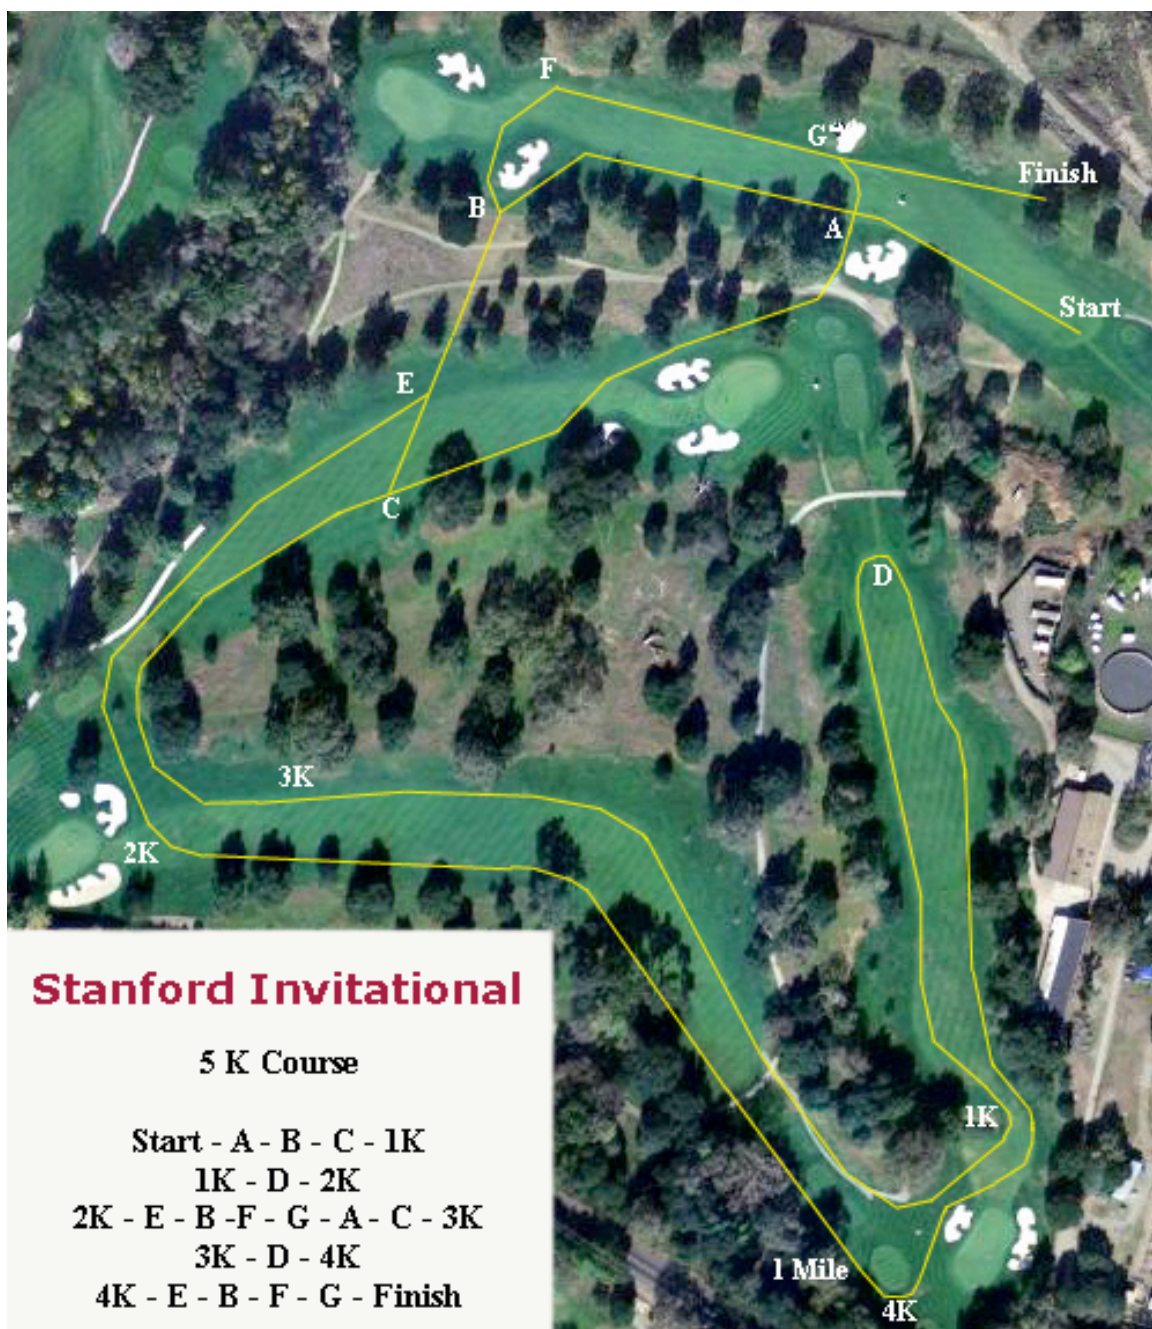 F
G
Finish
B
A
Start
E
C
D
3K
2K
1K
1 Mile
4K
Stanford Invitational
5 K Course
Start - A - B - C - 1K
1K - D - 2K
2K - E - B -F - G - A - C - 3K
3K - D - 4K
4K - E - B - F - G - Finish